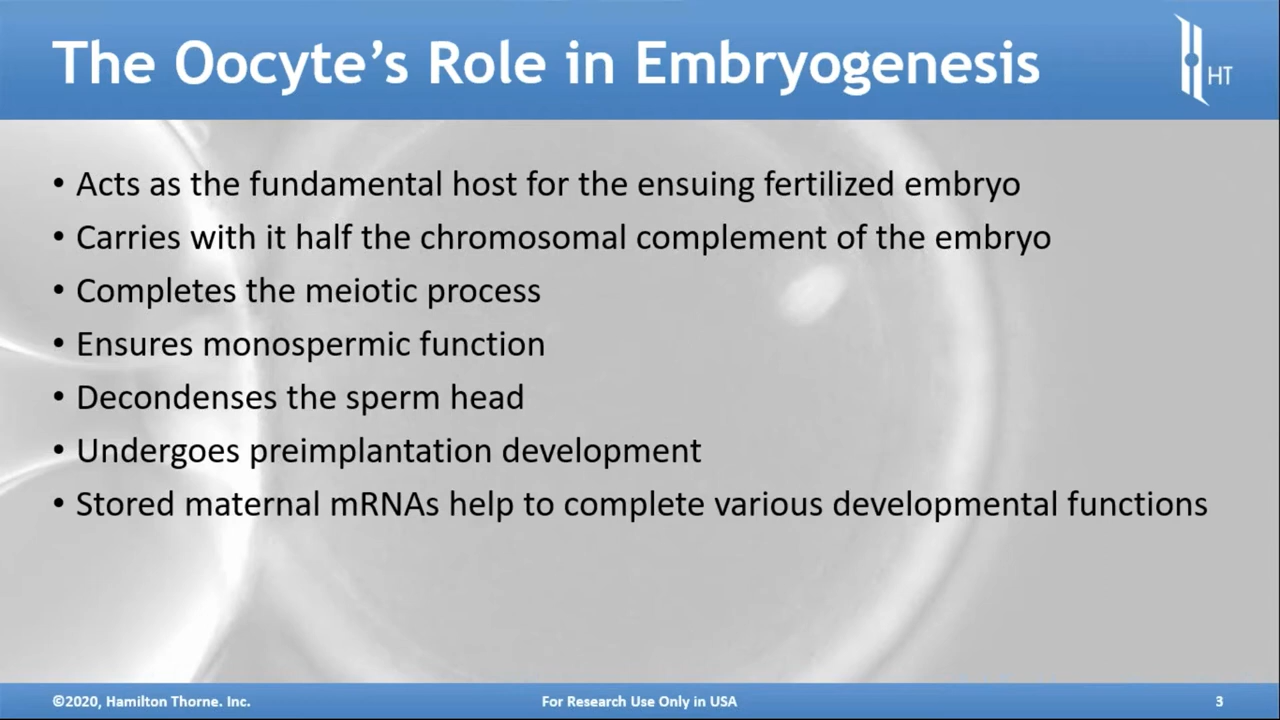 The Oocyte’s Role in Embryogenesis
HT
• Acts as the fundamental host for the ensuing fertilized embryo
• Carries with it half the chromosomal complement of the embryo
• Completes the meiotic process
• Ensures monospermic function
• Decondenses the sperm head
• Undergoes preimplantation development
• Stored maternal mRNAs help to complete various developmental functions
©2020, Hamilton Thorne. Inc.
For Research Use Only in USA
3